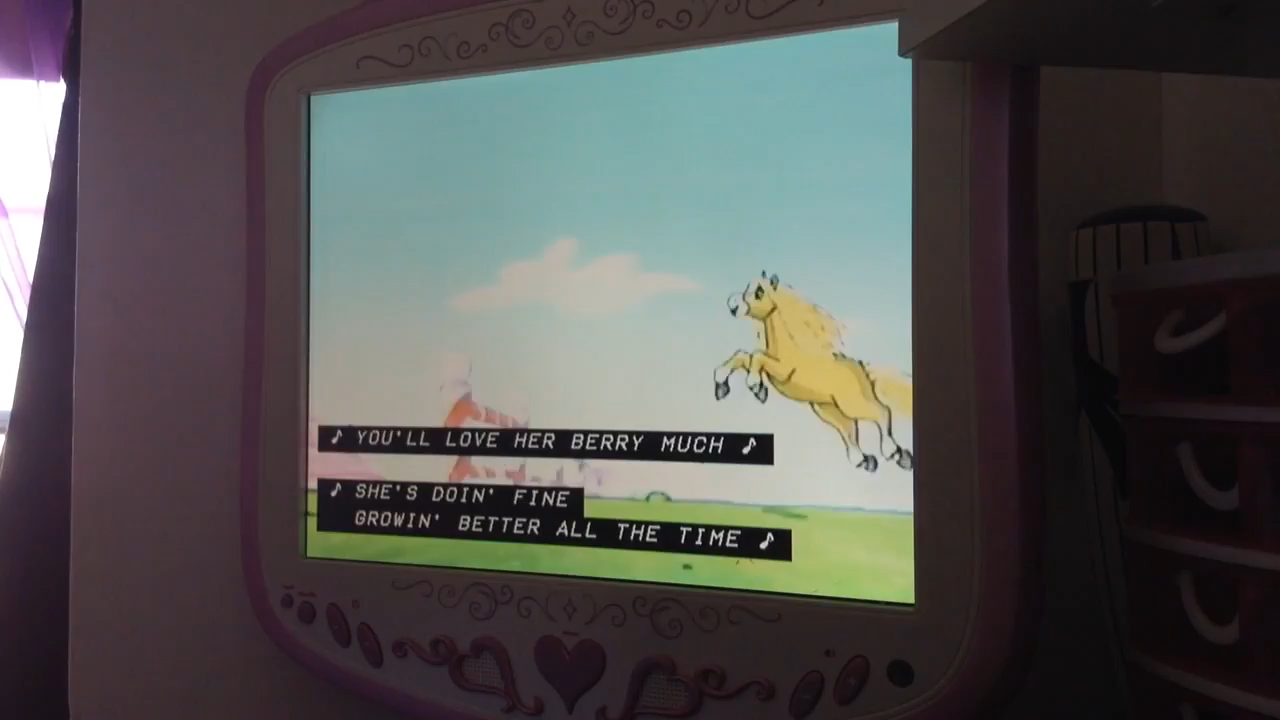 ♪ YOU'LL LOVE HER BERRY MUCH ♪
♪ SHE'S DOIN' FINE
GROWIN' BETTER ALL THE TIME ♪